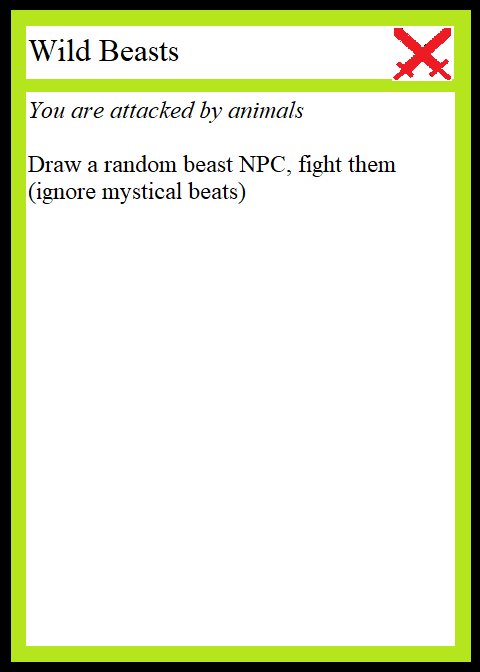 Wild Beasts
You are attacked by animals
Draw a random beast NPC, fight them
(ignore mystical beats)